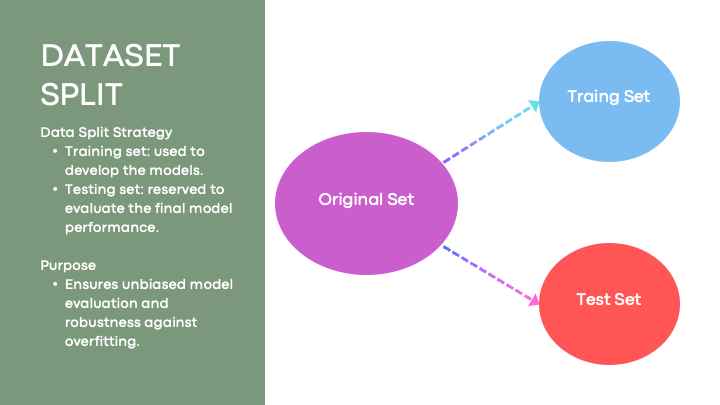 DATASET
SPLIT
Data Split Strategy
• Training set: used to
develop the models.
• Testing set: reserved to
evaluate the final model
performance.
Purpose
• Ensures unbiased model
evaluation and
robustness against
overfitting.
Original Set
Traing Set
Test Set